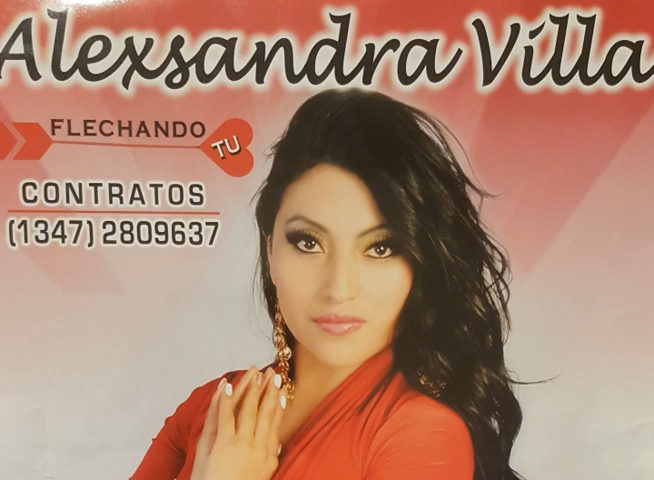 Alexsandra Villa
FLECHANDO
TU
CONTRATOS
(1347) 2809637